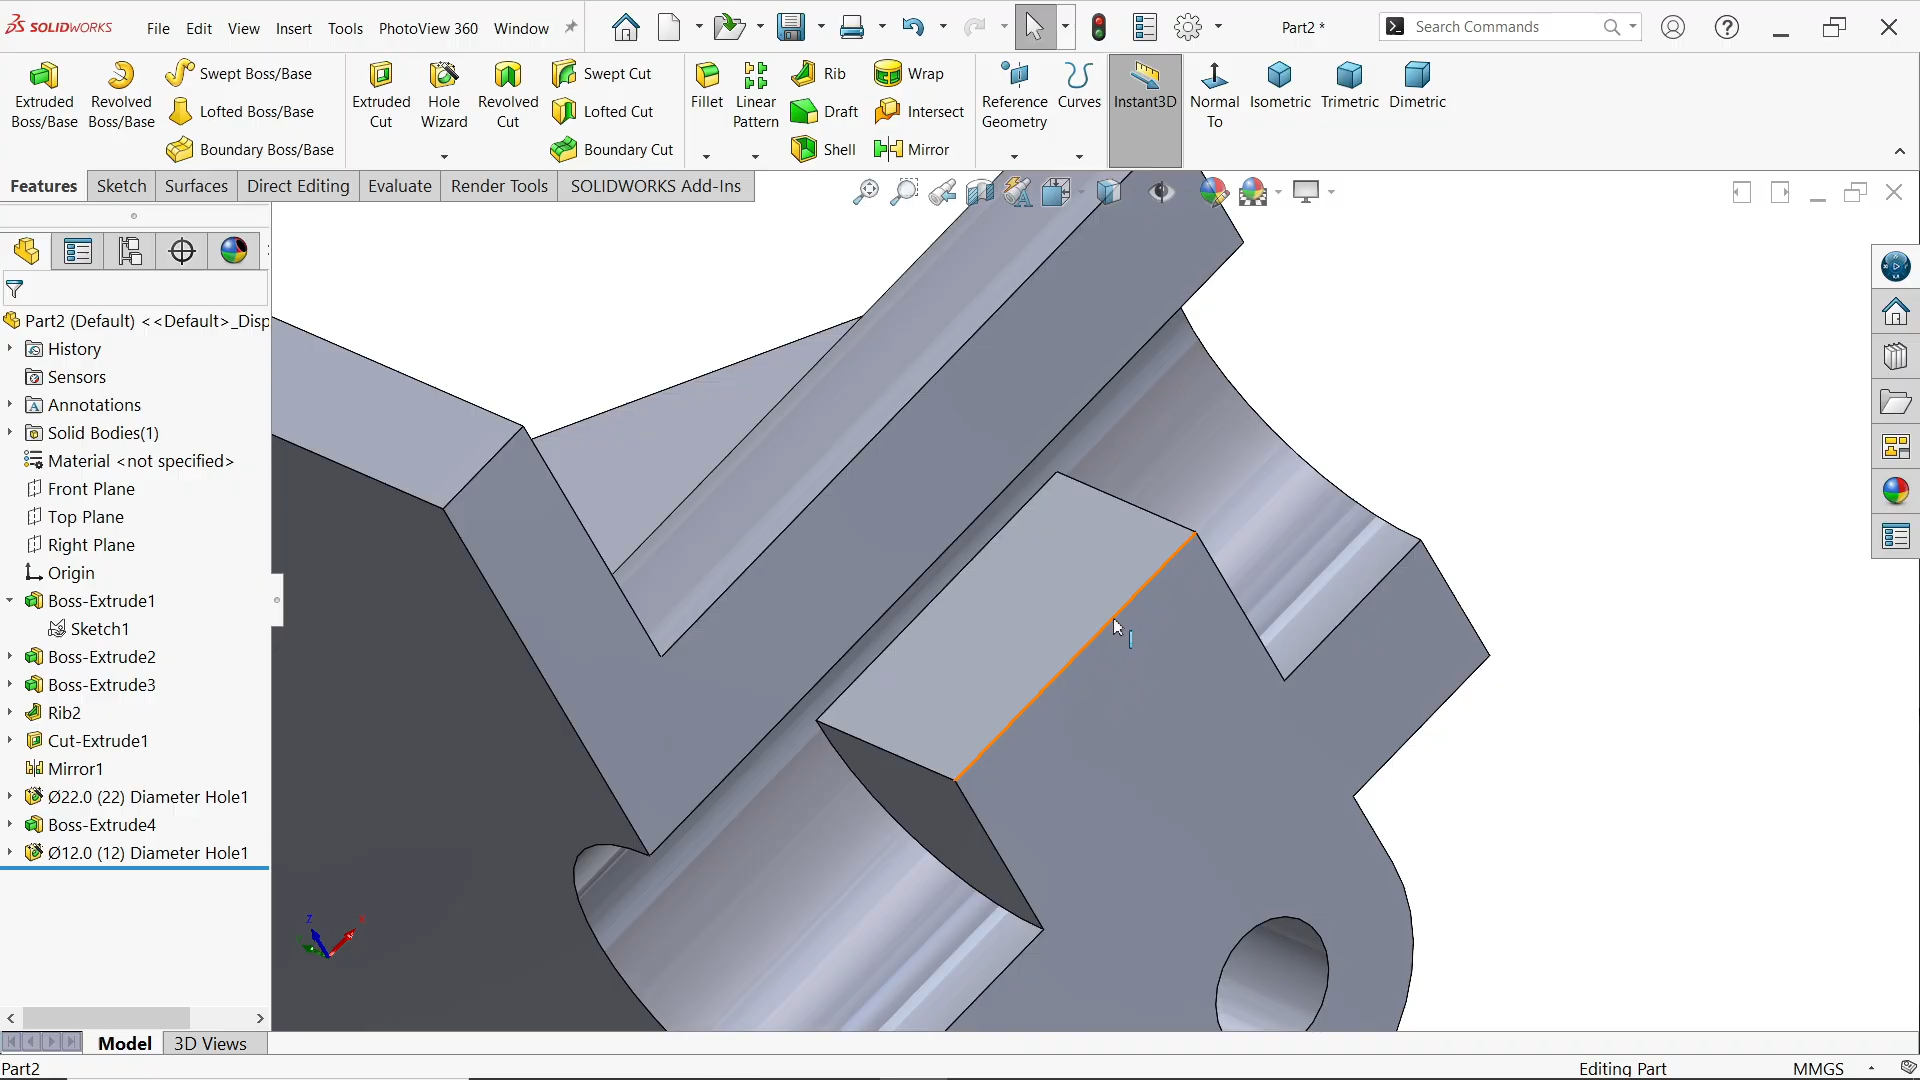 SOLIDWORKS File Edit View Insert Tools PhotoView 360 Window Part2 * Search Commands
Extruded Boss/Base
Revolved Boss/Base
Swept Boss/Base
Lofted Boss/Base
Boundary Boss/Base
Extruded Cut
Hole Wizard
Revolved Cut
Swept Cut
Lofted Cut
Boundary Cut
Fillet
Linear Pattern
Rib
Draft
Shell
Wrap
Intersect
Mirror
Reference Geometry
Curves
Instant3D
Normal To
Isometric
Trimetric
Dimetric
Features Sketch Surfaces Direct Editing Evaluate Render Tools SOLIDWORKS Add-Ins
Part2 (Default) <<Default>_Disp
History
Sensors
Annotations
Solid Bodies(1)
Material <not specified>
Front Plane
Top Plane
Right Plane
Origin
Boss-Extrude1
Sketch1
Boss-Extrude2
Boss-Extrude3
Rib2
Cut-Extrude1
Mirror1
Ø22.0 (22) Diameter Hole1
Boss-Extrude4
Ø12.0 (12) Diameter Hole1
Z
Model 3D Views
Part2 Editing Part MMGS